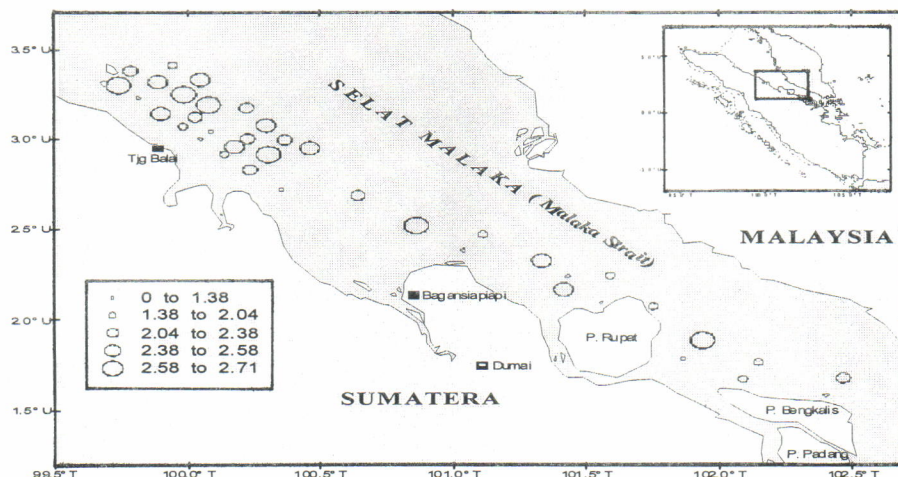 3.5° U
3.0° U
2.5° U
2.0° U
1.5° U
SELAT MALAKA (Malaka Strait)
Tjg Balai
MALAYSIA
Bagansiapiapi
P. Rupat
Dumai
SUMATERA
P. Bengkalis
P. Padang
0 to 1.38
1.38 to 2.04
2.04 to 2.38
2.38 to 2.58
2.58 to 2.71
99.5° T
100.0° T
100.5° T
101.0° T
101.5° T
102.0° T
102.5° T